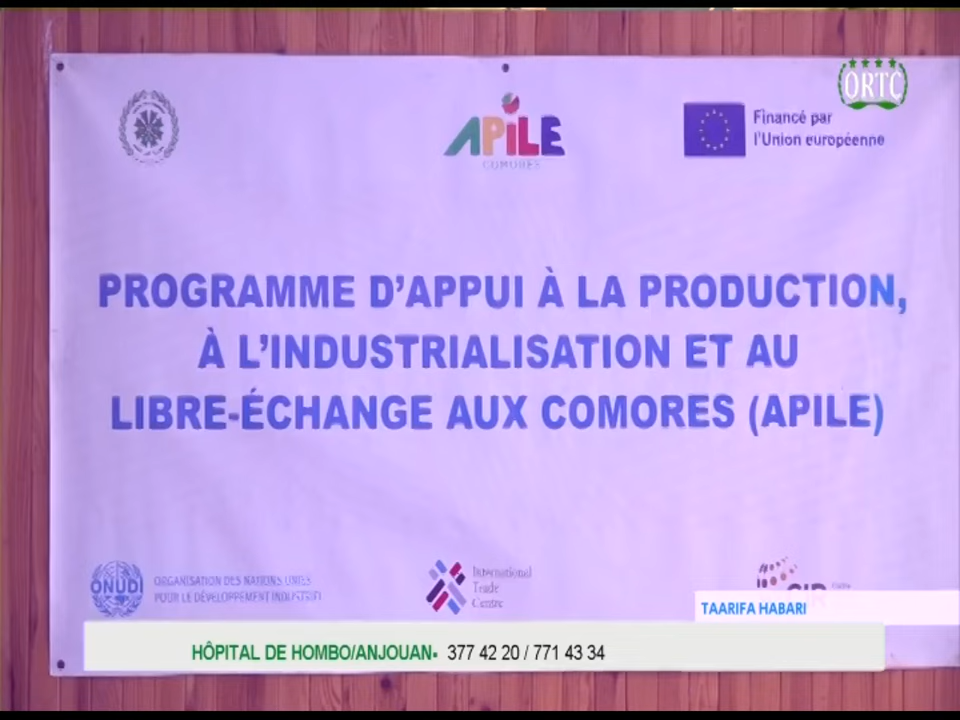 ORTC
APILE
COMORES
Financé par
l'Union européenne
PROGRAMME D'APPUI À LA PRODUCTION,
À L'INDUSTRIALISATION ET AU
LIBRE-ÉCHANGE AUX COMORES (APILE)
ONUDI
ORGANISATION DES NATIONS UNIES
POUR LE DÉVELOPPEMENT INDUSTRIEL
International
Trade
Centre
TAARIFA HABARI
HÔPITAL DE HOMBO/ANJOUAN- 377 42 20 / 771 43 34